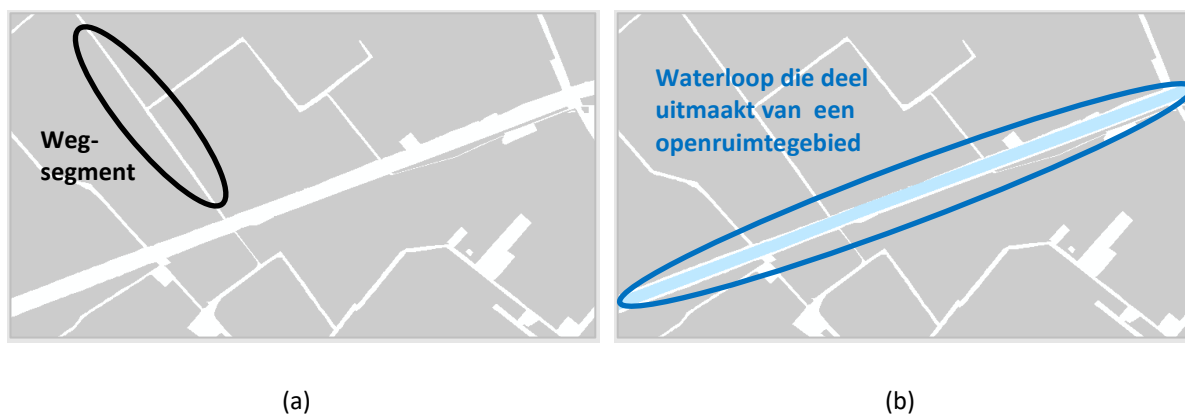 Weg-
segment
Waterloop die deel
uitmaakt van een
openruimtegebied
(a)
(b)